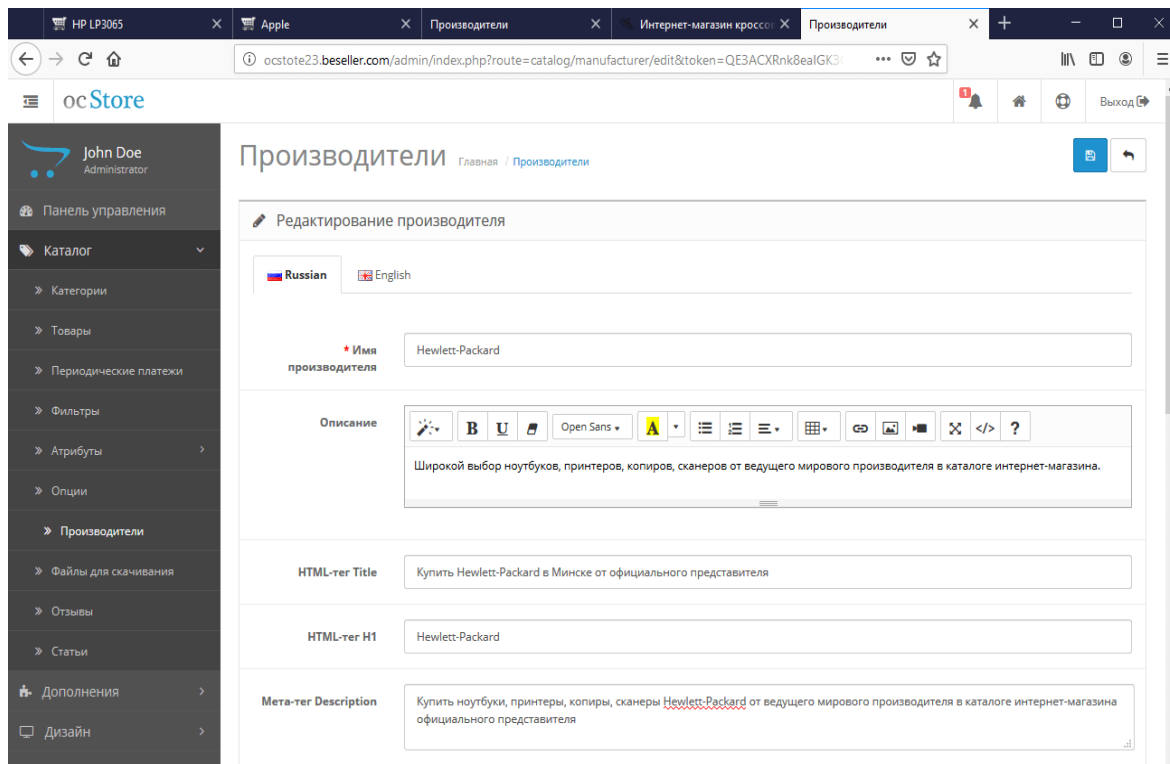 HP LP3065
Apple
Производители
Интернет-магазин кроссо
Производители
ocstote23.beseller.com/admin/index.php?route=catalog/manufacturer/edit&token=QE3ACXRnk8ealGK3
ocStore
1
Выход
John Doe
Administrator
Производители
Главная / Производители
Панель управления
Каталог
Категории
Товары
Периодические платежи
Фильтры
Атрибуты
Опции
Производители
Файлы для скачивания
Отзывы
Статьи
Дополнения
Дизайн
Редактирование производителя
Russian
English
* Имя
производителя
Hewlett-Packard
Описание
B U Open Sans A </> ?
Широкой выбор ноутбуков, принтеров, копиров, сканеров от ведущего мирового производителя в каталоге интернет-магазина.
HTML-тег Title
Купить Hewlett-Packard в Минске от официального представителя
HTML-тег H1
Hewlett-Packard
Мета-тег Description
Купить ноутбуки, принтеры, копиры, сканеры Hewlett-Packard от ведущего мирового производителя в каталоге интернет-магазина
официального представителя